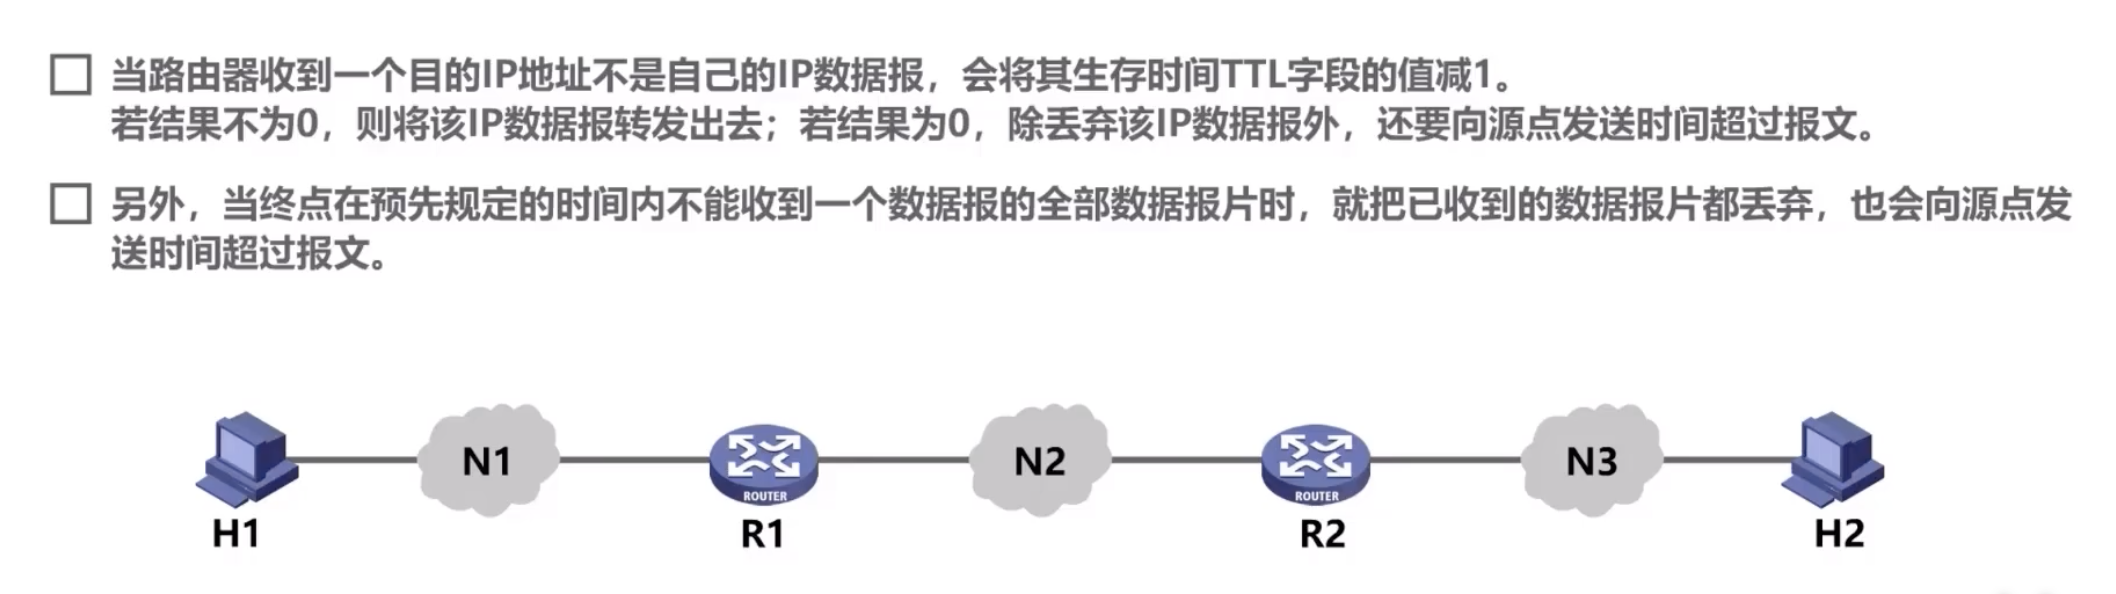 当路由器收到一个目的IP地址不是自己的IP数据报，会将其生存时间TTL字段的值减1。
若结果不为0，则将该IP数据报转发出去；若结果为0，除丢弃该IP数据报外，还要向源点发送时间超过报文。
另外，当终点在预先规定的时间内不能收到一个数据报的全部数据报片时，就把已收到的数据报片都丢弃，也会向源点发
送时间超过报文。
N1
N2
N3
ROUTER
ROUTER
H1
R1
R2
H2